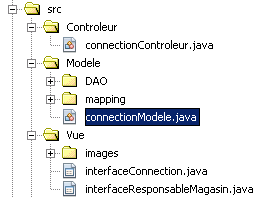 src
Controleur
connectionControleur.java
Modele
DAO
mapping
connectionModele.java
Vue
images
interfaceConnection.java
interfaceResponsableMagasin.java